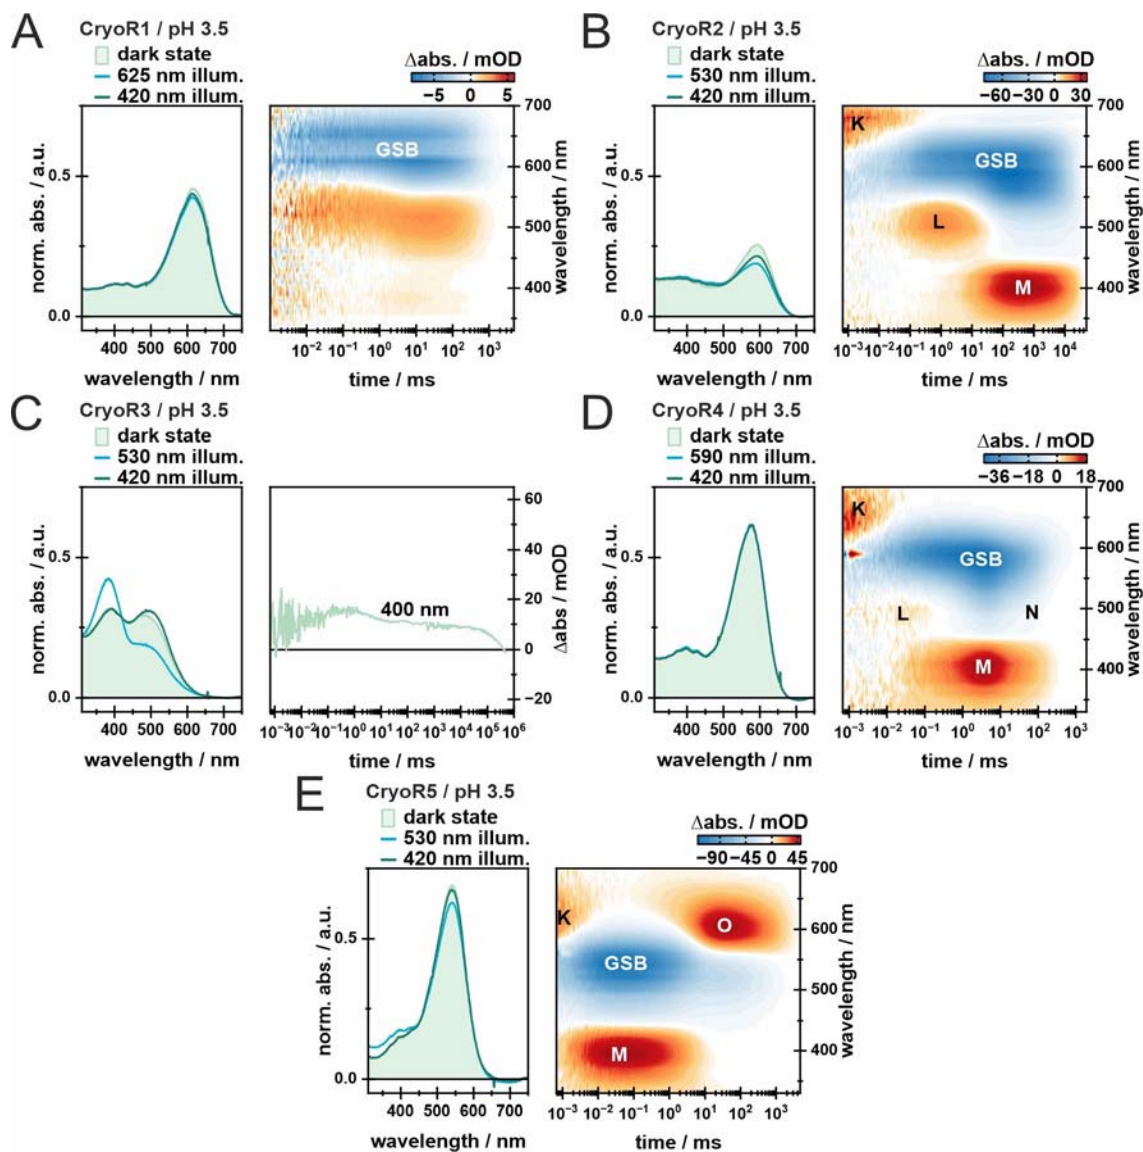 A
CryoR1 / pH 3.5
dark state
625 nm illum.
420 nm illum.
Δabs. / mOD
−5 0 5
norm. abs. / a.u.
0.5
0.0
400 500 600 700
wavelength / nm
GSB
700
600
500
400
wavelength / nm
10⁻² 10⁻¹ 10⁰ 10¹ 10² 10³
time / ms
B
CryoR2 / pH 3.5
dark state
530 nm illum.
420 nm illum.
Δabs. / mOD
−60 −30 0 30
norm. abs. / a.u.
0.5
0.0
400 500 600 700
wavelength / nm
K
GSB
L
M
700
600
500
400
wavelength / nm
10⁻³ 10⁻² 10⁻¹ 10⁰ 10¹ 10² 10³ 10⁴
time / ms
C
CryoR3 / pH 3.5
dark state
530 nm illum.
420 nm illum.
norm. abs. / a.u.
0.5
0.0
400 500 600 700
wavelength / nm
400 nm
60
40
20
0
−20
Δabs / mOD
10⁻³ 10⁻² 10⁻¹ 10⁰ 10¹ 10² 10³ 10⁴ 10⁵ 10⁶
time / ms
D
CryoR4 / pH 3.5
dark state
590 nm illum.
420 nm illum.
Δabs. / mOD
−36 −18 0 18
norm. abs. / a.u.
0.5
0.0
400 500 600 700
wavelength / nm
K
GSB
L
N
M
700
600
500
400
wavelength / nm
10⁻³ 10⁻² 10⁻¹ 10⁰ 10¹ 10² 10³
time / ms
E
CryoR5 / pH 3.5
dark state
530 nm illum.
420 nm illum.
Δabs. / mOD
−90 −45 0 45
norm. abs. / a.u.
0.5
0.0
400 500 600 700
wavelength / nm
K
O
GSB
M
700
600
500
400
wavelength / nm
10⁻³ 10⁻² 10⁻¹ 10⁰ 10¹ 10² 10³
time / ms